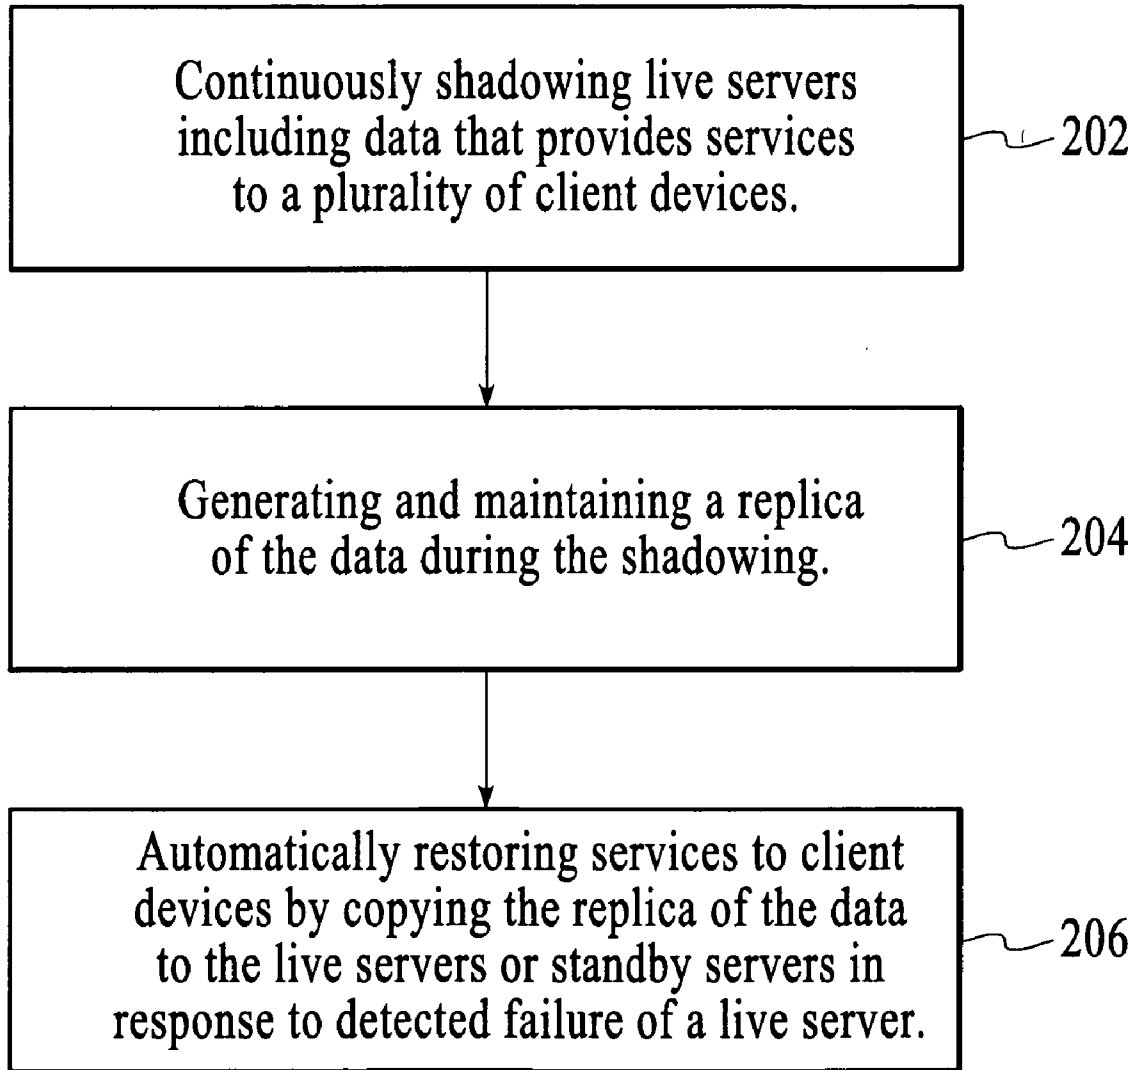 Continuously shadowing live servers
including data that provides services
to a plurality of client devices.
202
Generating and maintaining a replica
of the data during the shadowing.
204
Automatically restoring services to client
devices by copying the replica of the data
to the live servers or standby servers in
response to detected failure of a live server.
206